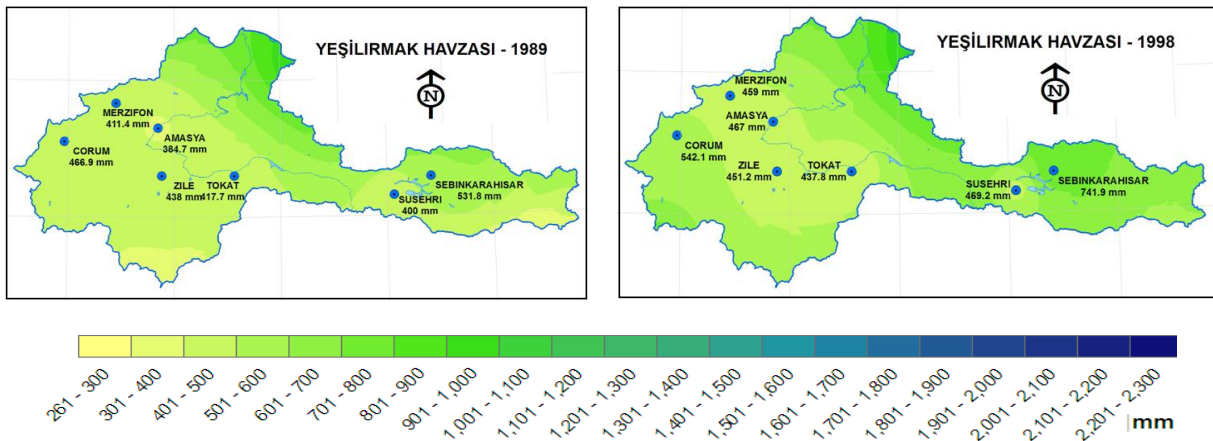 YEŞİLIRMAK HAVZASI - 1989
N
MERZIFON
411.4 mm
AMASYA
384.7 mm
CORUM
466.9 mm
ZILE
438 mm
TOKAT
417.7 mm
SUSEHRI
400 mm
SEBINKARAHISAR
531.8 mm
YEŞİLIRMAK HAVZASI - 1998
N
MERZIFON
459 mm
AMASYA
467 mm
CORUM
542.1 mm
ZILE
451.2 mm
TOKAT
437.8 mm
SUSEHRI
469.2 mm
SEBINKARAHISAR
741.9 mm
261 - 300
301 - 400
401 - 500
501 - 600
601 - 700
701 - 800
801 - 900
901 - 1,000
1,001 - 1,100
1,101 - 1,200
1,201 - 1,300
1,301 - 1,400
1,401 - 1,500
1,501 - 1,600
1,601 - 1,700
1,701 - 1,800
1,801 - 1,900
1,901 - 2,000
2,001 - 2,100
2,101 - 2,200
2,201 - 2,300
mm